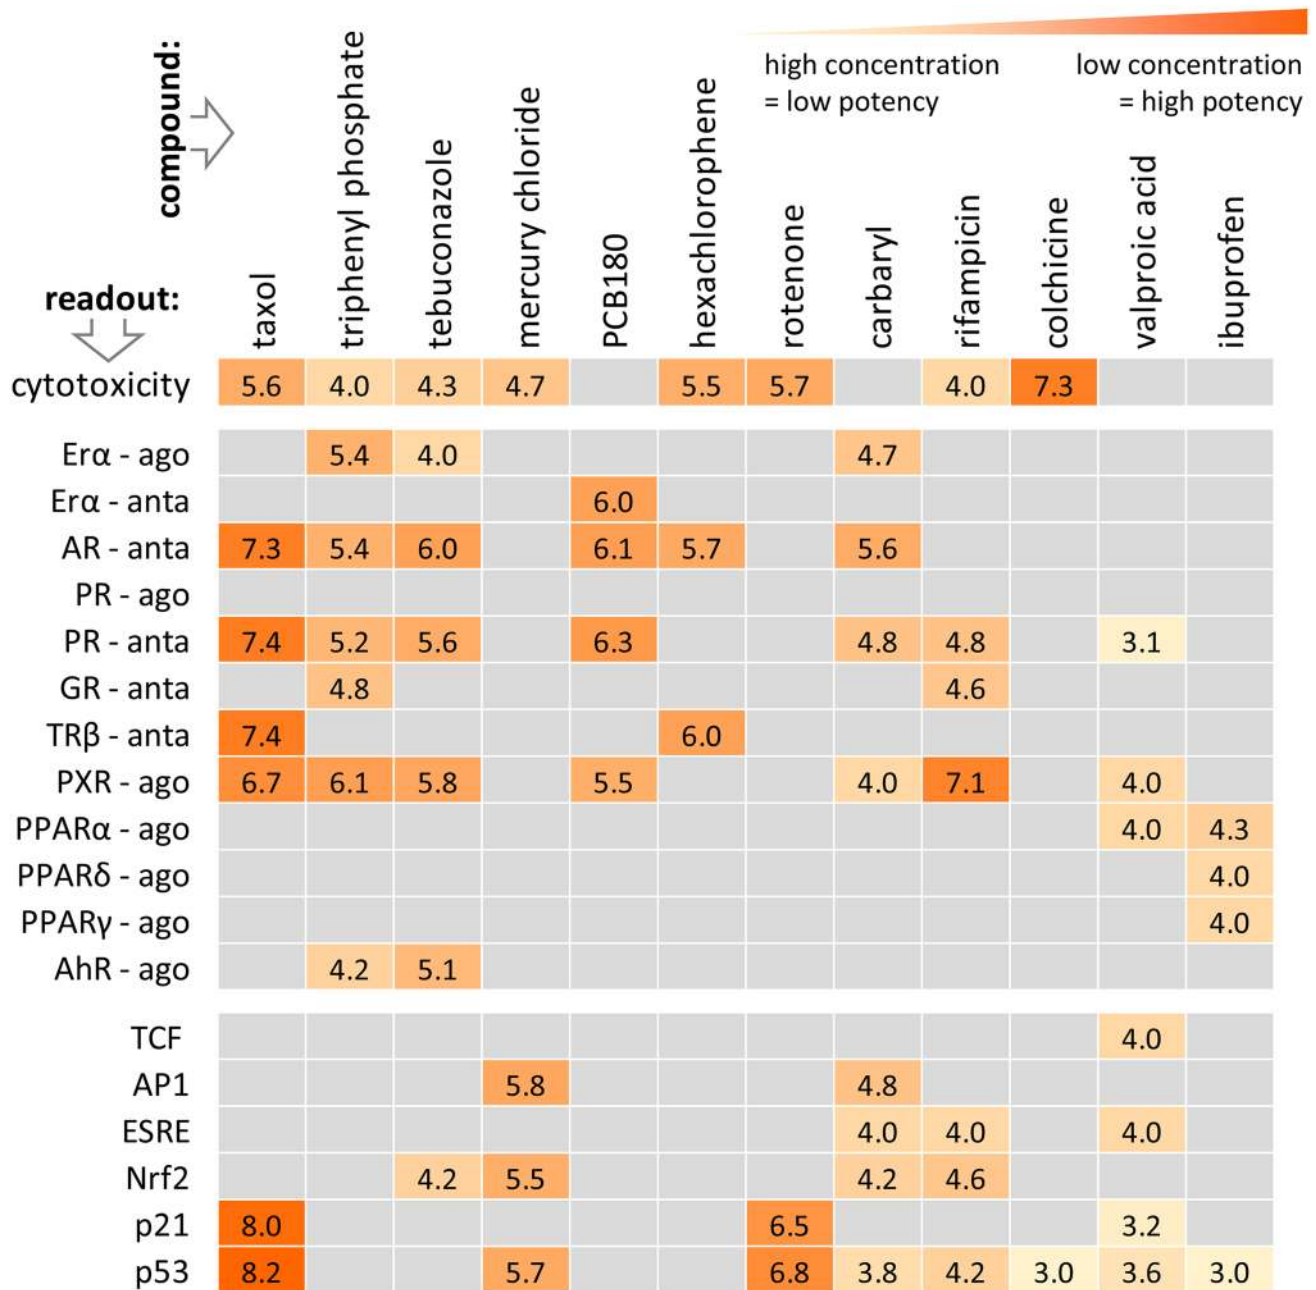 compound:
high concentration
= low potency
low concentration
= high potency
readout:
taxol
triphenyl phosphate
tebuconazole
mercury chloride
PCB180
hexachlorophene
rotenone
carbaryl
rifampicin
colchicine
valproic acid
ibuprofen
cytotoxicity 5.6 4.0 4.3 4.7 5.5 5.7 4.0 7.3
Erα - ago 5.4 4.0 4.7
Erα - anta 6.0
AR - anta 7.3 5.4 6.0 6.1 5.7 5.6
PR - ago
PR - anta 7.4 5.2 5.6 6.3 4.8 4.8 3.1
GR - anta 4.8 4.6
TRβ - anta 7.4 6.0
PXR - ago 6.7 6.1 5.8 5.5 4.0 7.1 4.0
PPARα - ago 4.0 4.3
PPARδ - ago 4.0
PPARγ - ago 4.0
AhR - ago 4.2 5.1
TCF 4.0
AP1 5.8 4.8
ESRE 4.0 4.0 4.0
Nrf2 4.2 5.5 4.2 4.6
p21 8.0 6.5 3.2
p53 8.2 5.7 6.8 3.8 4.2 3.0 3.6 3.0